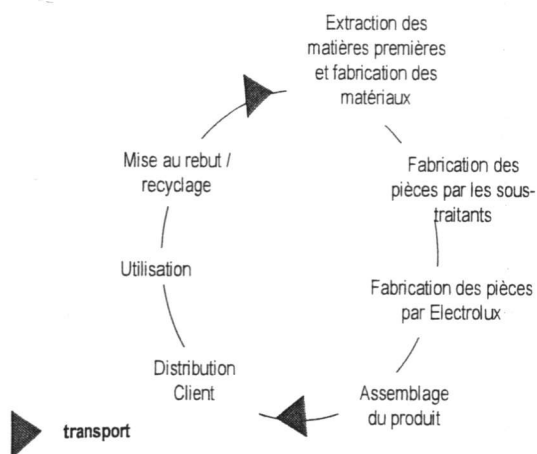 Extraction des
matières premières
et fabrication des
matériaux
Fabrication des
pièces par les sous-
traitants
Fabrication des pièces
par Electrolux
Assemblage
du produit
Distribution
Client
Utilisation
Mise au rebut /
recyclage
transport